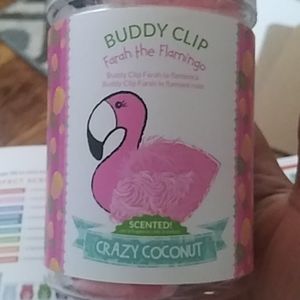 BUDDY CLIP
Farah the Flamingo
Buddy Clip Farah la flamenca
Buddy Clip Farah le flamant rose
SCENTED!
CRAZY COCONUT